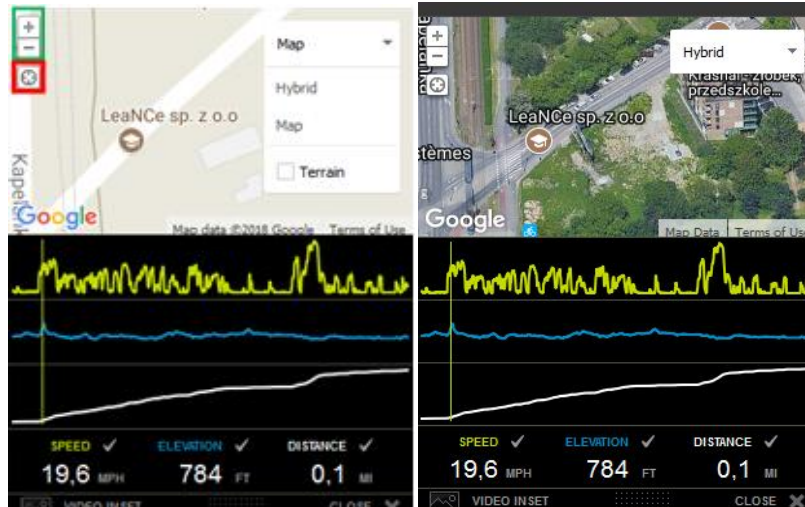 Map
Hybrid
Map
Terrain
LeaNCe sp. z o.o
Google
Map data ©2018 Google Terms of Use
SPEED ELEVATION DISTANCE
19,6 MPH 784 FT 0,1 MI
VIDEO INSET CLOSE
Hybrid
Krasnal - żłobek,
przedszkole...
LeaNCe sp. z o.o
stèmes
Google
Map Data Terms of Use
SPEED ELEVATION DISTANCE
19,6 MPH 784 FT 0,1 MI
VIDEO INSET CLOSE